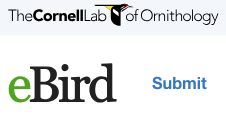 TheCornellLab of Ornithology
eBird
Submit